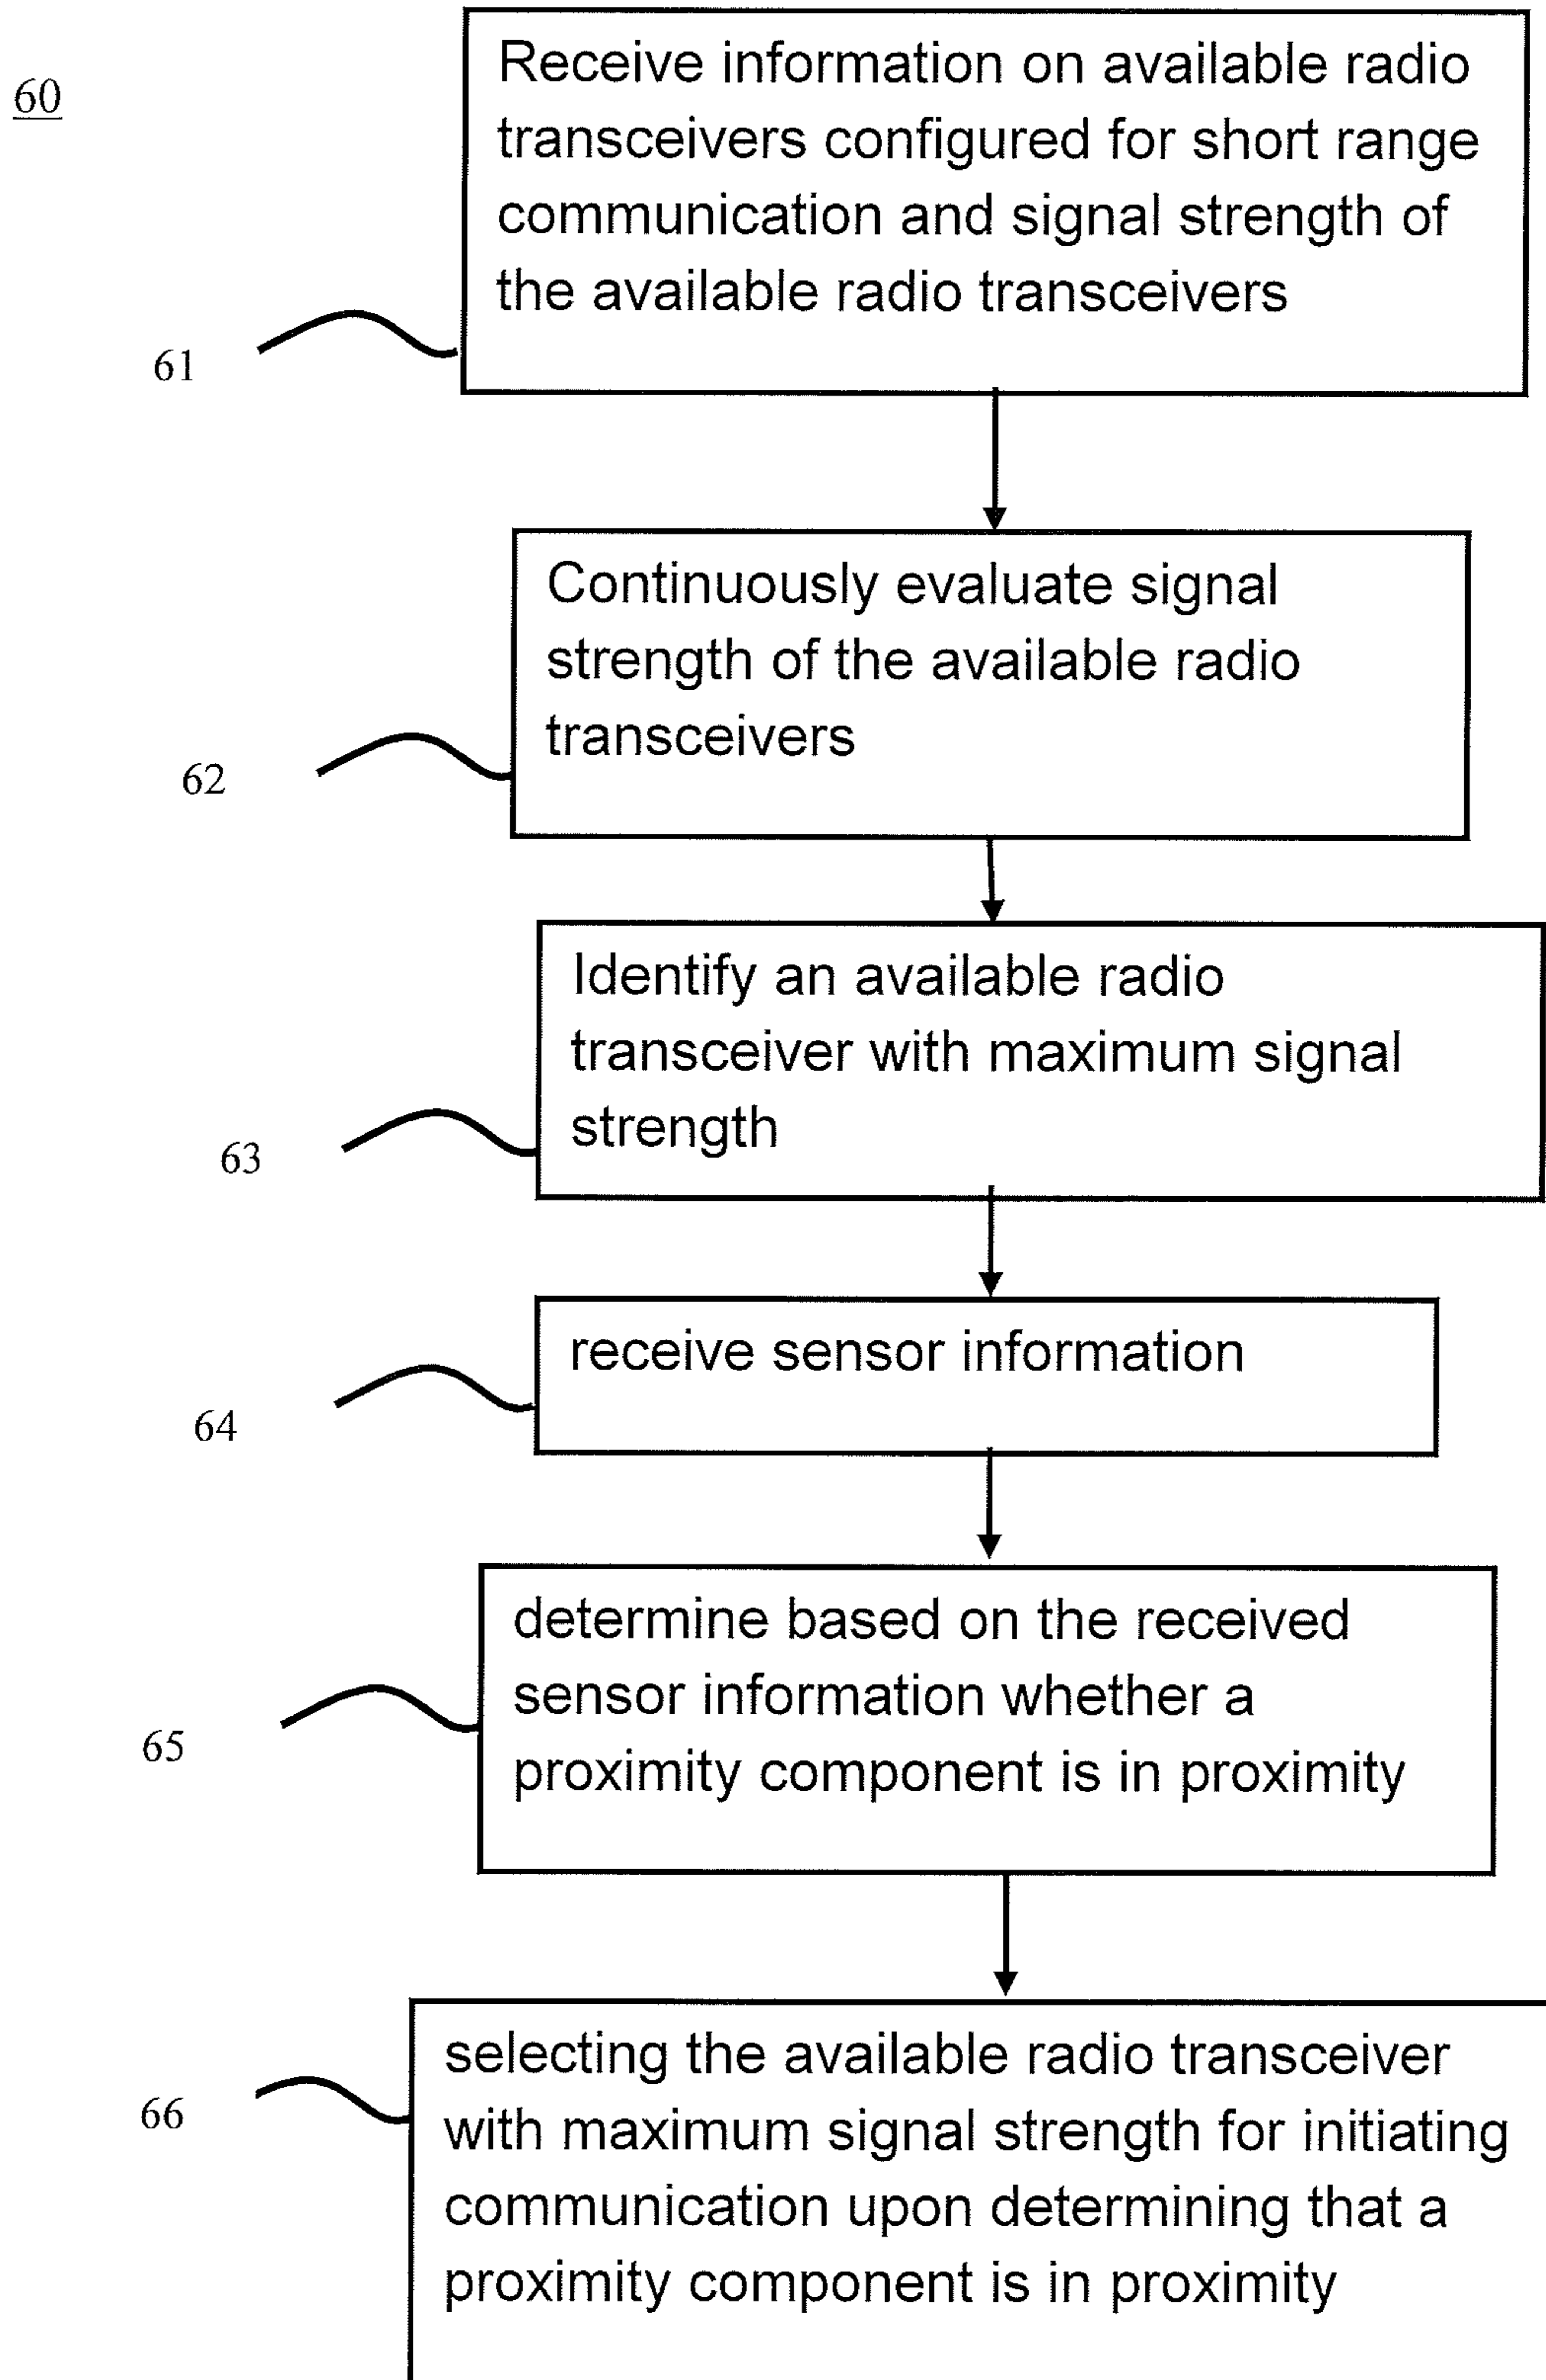 60
Receive information on available radio
transceivers configured for short range
communication and signal strength of
the available radio transceivers
61
Continuously evaluate signal
strength of the available radio
transceivers
62
Identify an available radio
transceiver with maximum signal
strength
63
receive sensor information
64
determine based on the received
sensor information whether a
proximity component is in proximity
65
selecting the available radio transceiver
with maximum signal strength for initiating
communication upon determining that a
proximity component is in proximity
66